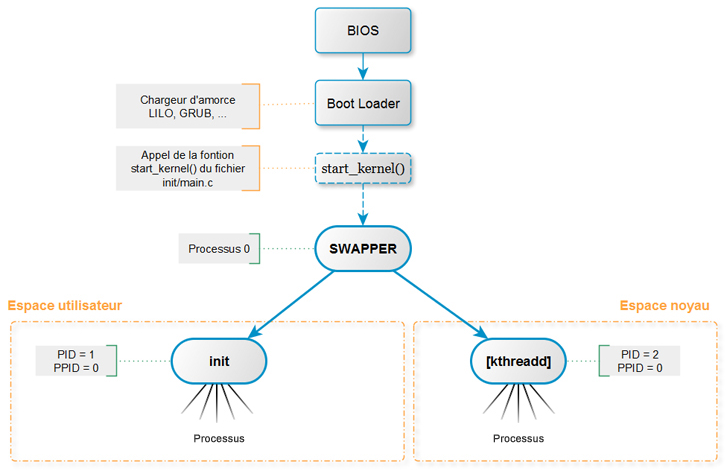 BIOS
Chargeur d'amorce
LILO, GRUB, ...
Boot Loader
Appel de la fontion
start_kernel() du fichier
init/main.c
start_kernel()
Processus 0
SWAPPER
Espace utilisateur
Espace noyau
PID = 1
PPID = 0
init
[kthreadd]
PID = 2
PPID = 0
Processus
Processus